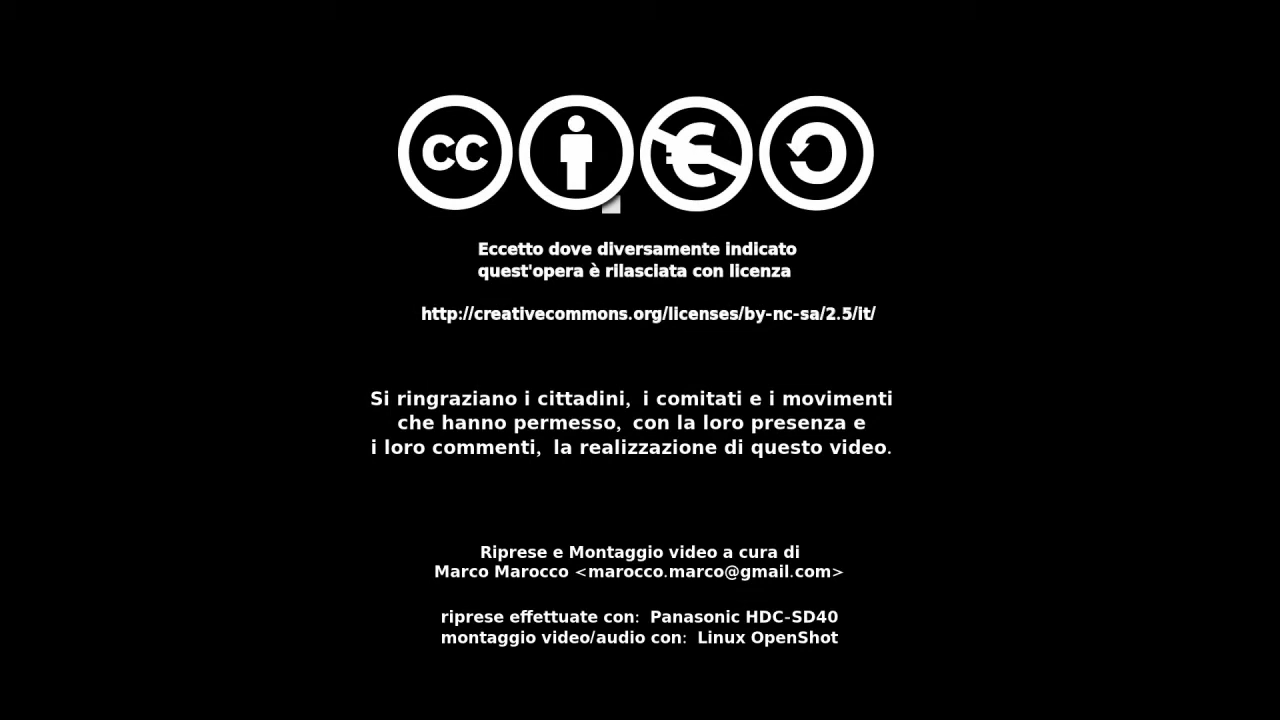 cc
Eccetto dove diversamente indicato
quest'opera è rilasciata con licenza
http://creativecommons.org/licenses/by-nc-sa/2.5/it/
Si ringraziano i cittadini, i comitati e i movimenti
che hanno permesso, con la loro presenza e
i loro commenti, la realizzazione di questo video.
Riprese e Montaggio video a cura di
Marco Marocco <marocco.marco@gmail.com>
riprese effettuate con: Panasonic HDC-SD40
montaggio video/audio con: Linux OpenShot